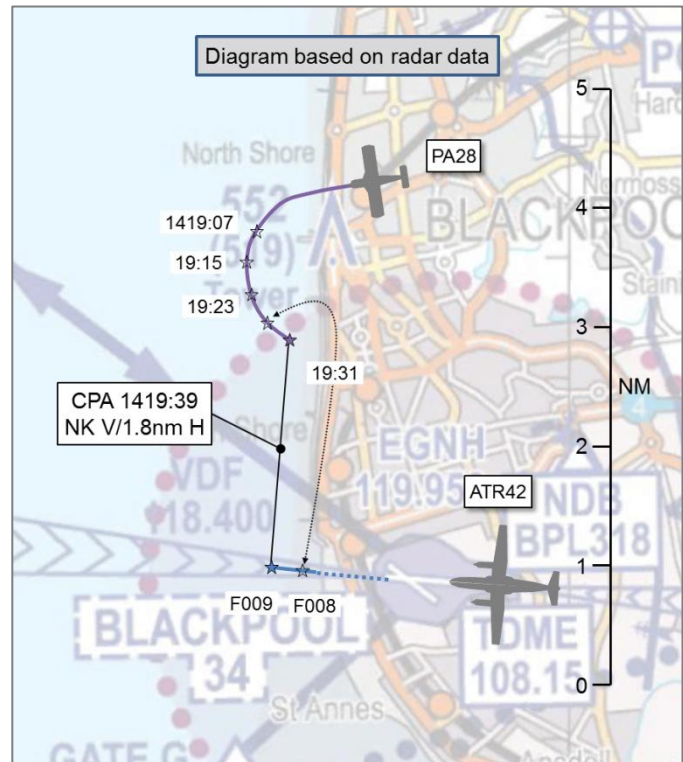 Diagram based on radar data
5
PA28
North Shore
4
1419:07
552
BLACKPOO
19:15
Tower
19:23
3
19:31
NM
CPA 1419:39
NK V/1.8nm H
4
2
EGNH
VDF
119.95
ATR42
118.400
NDB
BPL318
1
F009
F008
BLACKPOOL
34
TDME
108.15
0
St Annes
GATE G
Ansdell